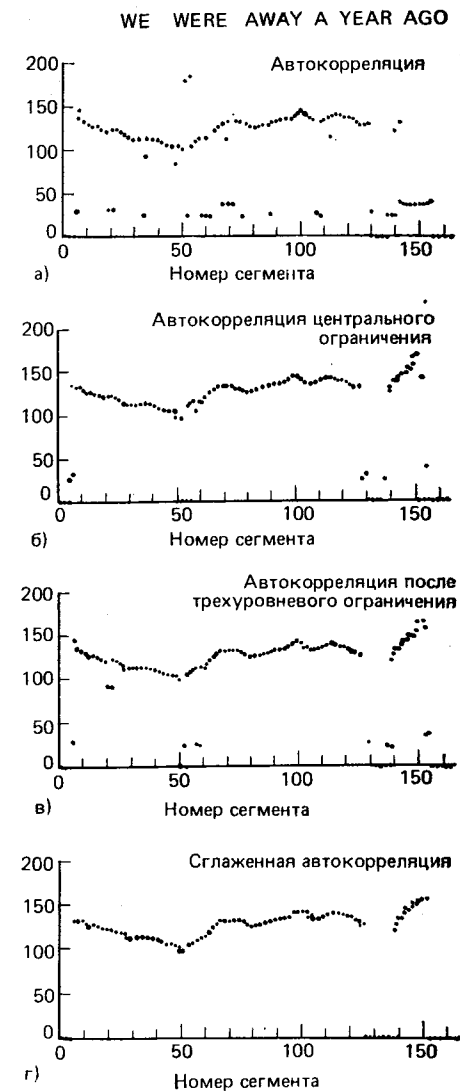 WE WERE AWAY A YEAR AGO
Автокорреляция
200
150
100
50
0
0 50 100 150
а)
Номер сегмента
Автокорреляция центрального
ограничения
200
150
100
50
0
0 50 100 150
б)
Номер сегмента
Автокорреляция после
трехуровневого ограничения
200
150
100
50
0
0 50 100 150
в)
Номер сегмента
Сглаженная автокорреляция
200
150
100
50
0
0 50 100 150
г)
Номер сегмента